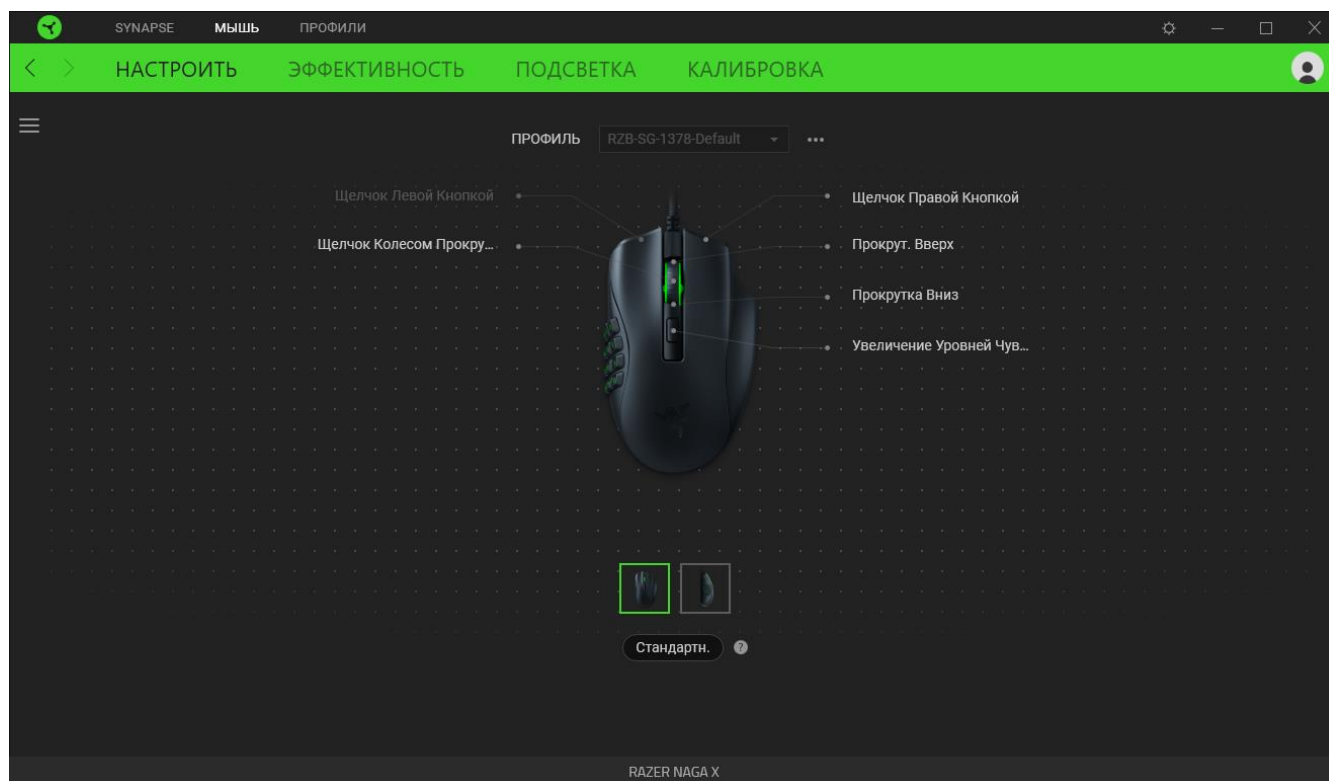 SYNAPSE МЫШЬ ПРОФИЛИ
НАСТРОИТЬ ЭФФЕКТИВНОСТЬ ПОДСВЕТКА КАЛИБРОВКА
ПРОФИЛЬ RZB-SG-1378-Default
Щелчок Левой Кнопкой
Щелчок Правой Кнопкой
Щелчок Колесом Прокру...
Прокрут. Вверх
Прокрутка Вниз
Увеличение Уровней Чув...
Стандартн. ?
RAZER NAGA X